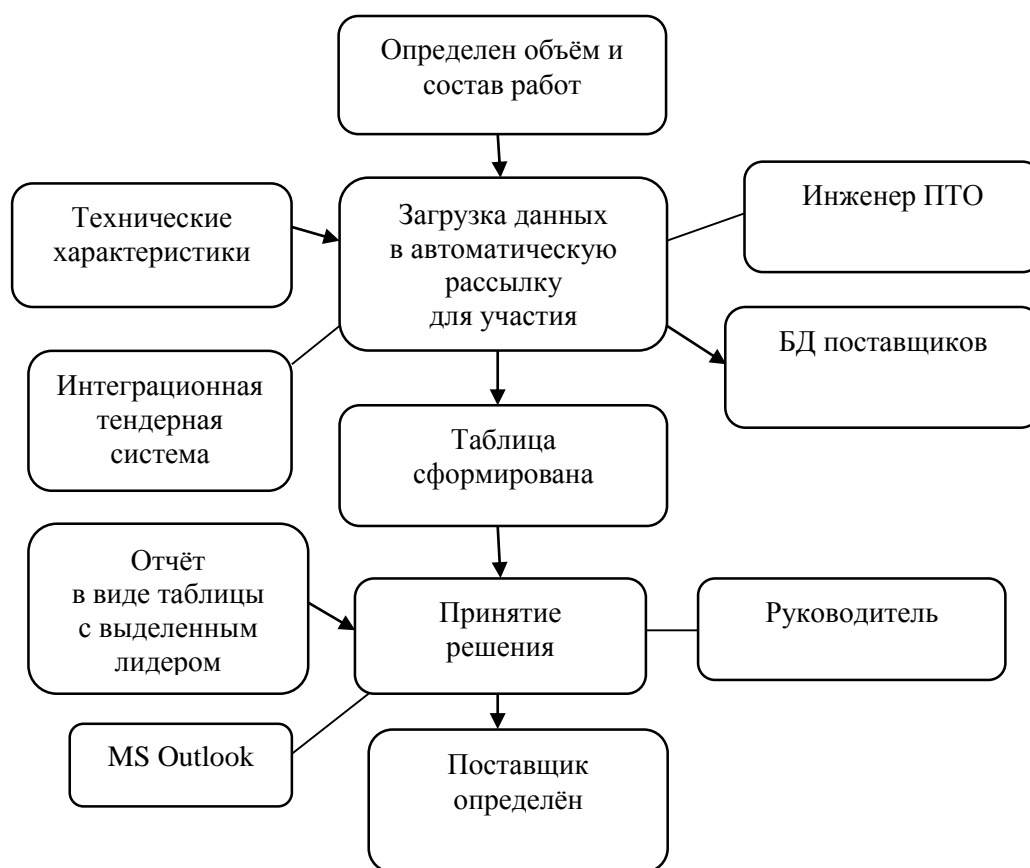 Определен объём и
состав работ
Технические
характеристики
Загрузка данных
в автоматическую
рассылку
для участия
Инженер ПТО
БД поставщиков
Интеграционная
тендерная
система
Таблица
сформирована
Отчёт
в виде таблицы
с выделенным
лидером
Принятие
решения
Руководитель
MS Outlook
Поставщик
определён